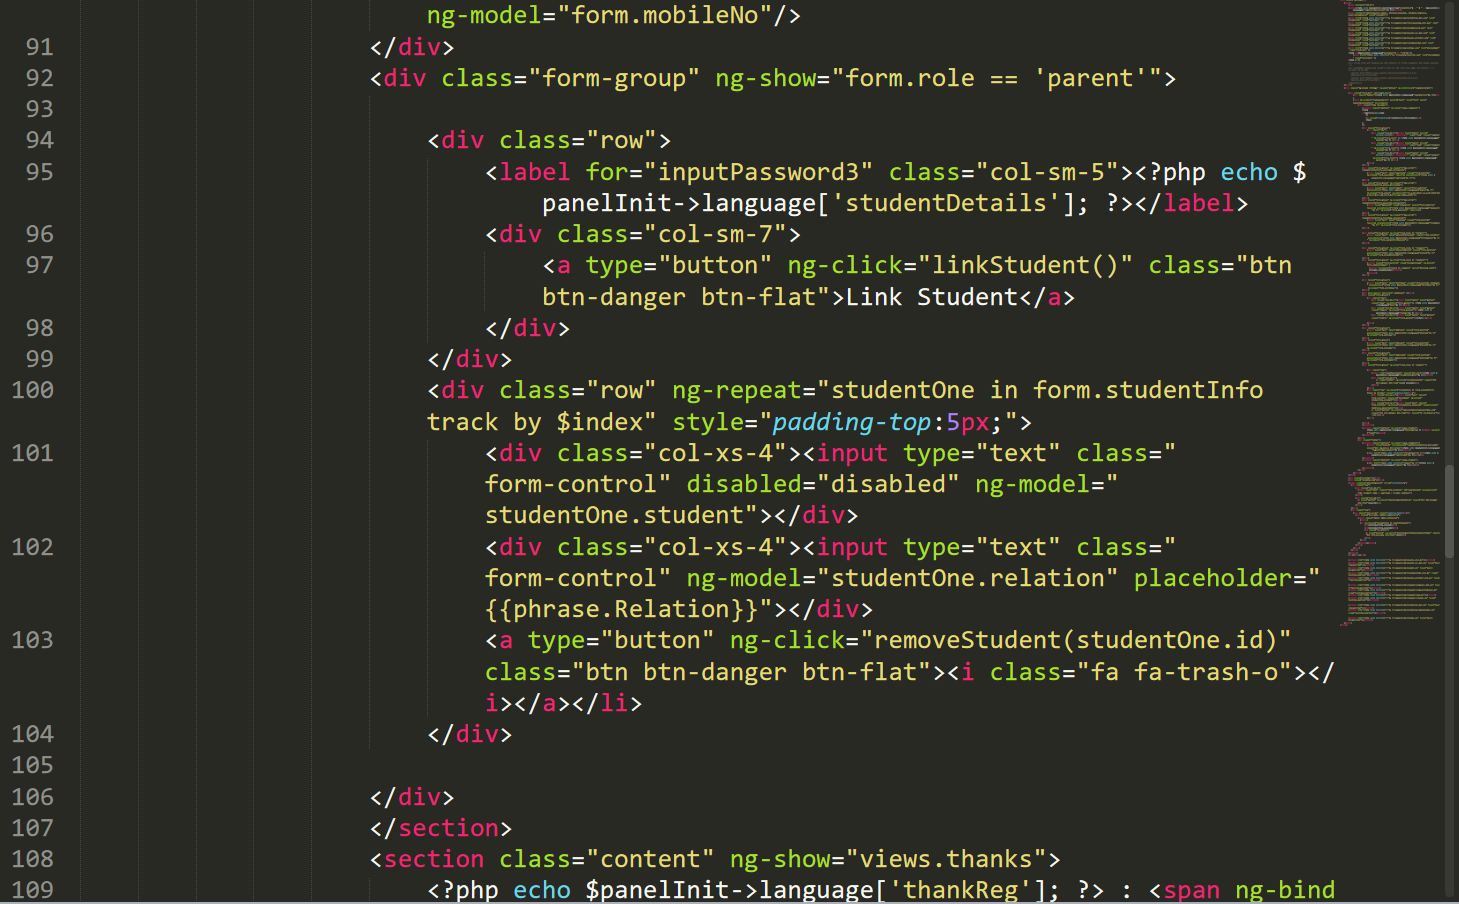 ng-model="form.mobileNo"/>
91 </div>
92 <div class="form-group" ng-show="form.role == 'parent'">
93
94 <div class="row">
95 <label for="inputPassword3" class="col-sm-5"><?php echo $
panelInit->language['studentDetails']; ?></label>
96 <div class="col-sm-7">
97 <a type="button" ng-click="linkStudent()" class="btn
btn-danger btn-flat">Link Student</a>
98 </div>
99 </div>
100 <div class="row" ng-repeat="studentOne in form.studentInfo
track by $index" style="padding-top:5px;">
101 <div class="col-xs-4"><input type="text" class="
form-control" disabled="disabled" ng-model="
studentOne.student"></div>
102 <div class="col-xs-4"><input type="text" class="
form-control" ng-model="studentOne.relation" placeholder="
{{phrase.Relation}}"></div>
103 <a type="button" ng-click="removeStudent(studentOne.id)"
class="btn btn-danger btn-flat"><i class="fa fa-trash-o"></
i></a></li>
104 </div>
105
106 </div>
107 </section>
108 <section class="content" ng-show="views.thanks">
109 <?php echo $panelInit->language['thankReg']; ?> : <span ng-bind